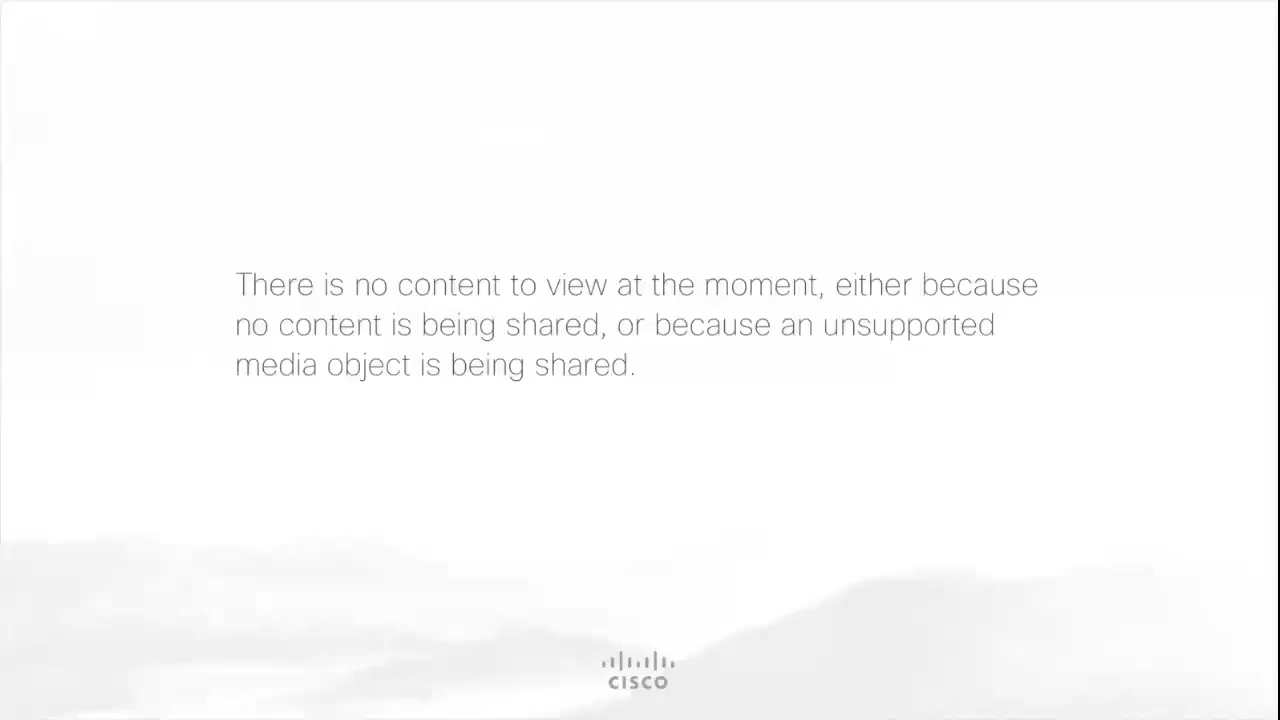 There is no content to view at the moment, either because
no content is being shared, or because an unsupported
media object is being shared.
CISCO